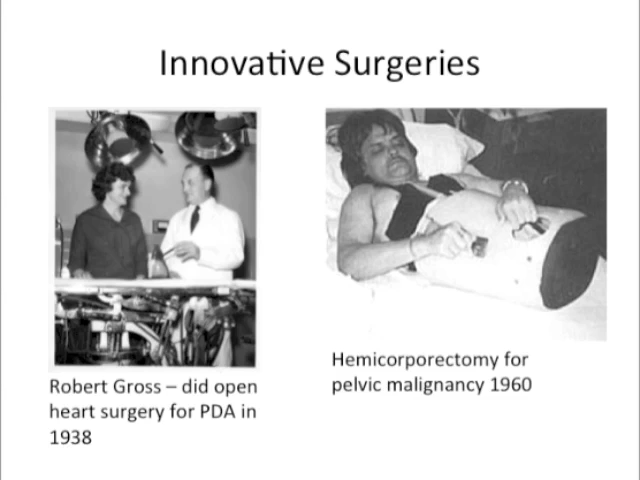 Innovative Surgeries
Robert Gross – did open
heart surgery for PDA in
1938
Hemicorporectomy for
pelvic malignancy 1960